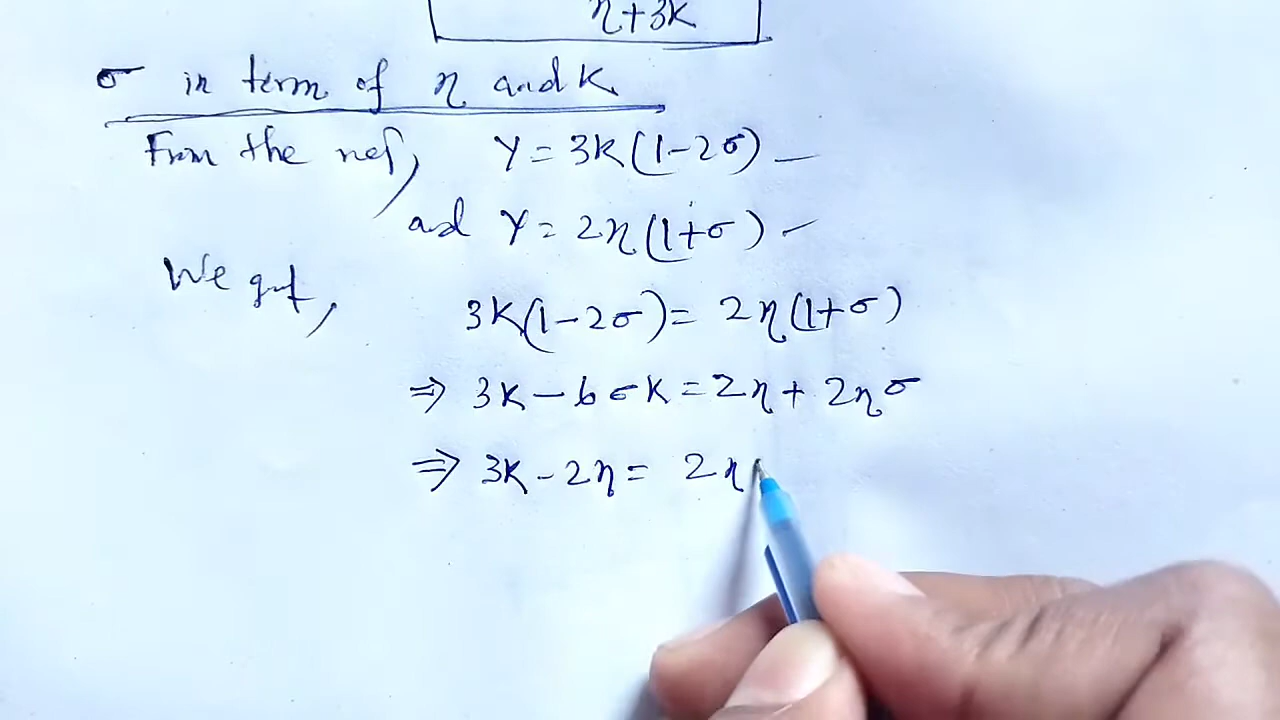 η+3K
σ in term of η and K
From the ref, Y = 3K(1-2σ) —
and Y = 2η(1+σ) —
We get,
3K(1-2σ) = 2η(1+σ)
⇒ 3K - 6σK = 2η + 2ησ
⇒ 3K - 2η = 2η